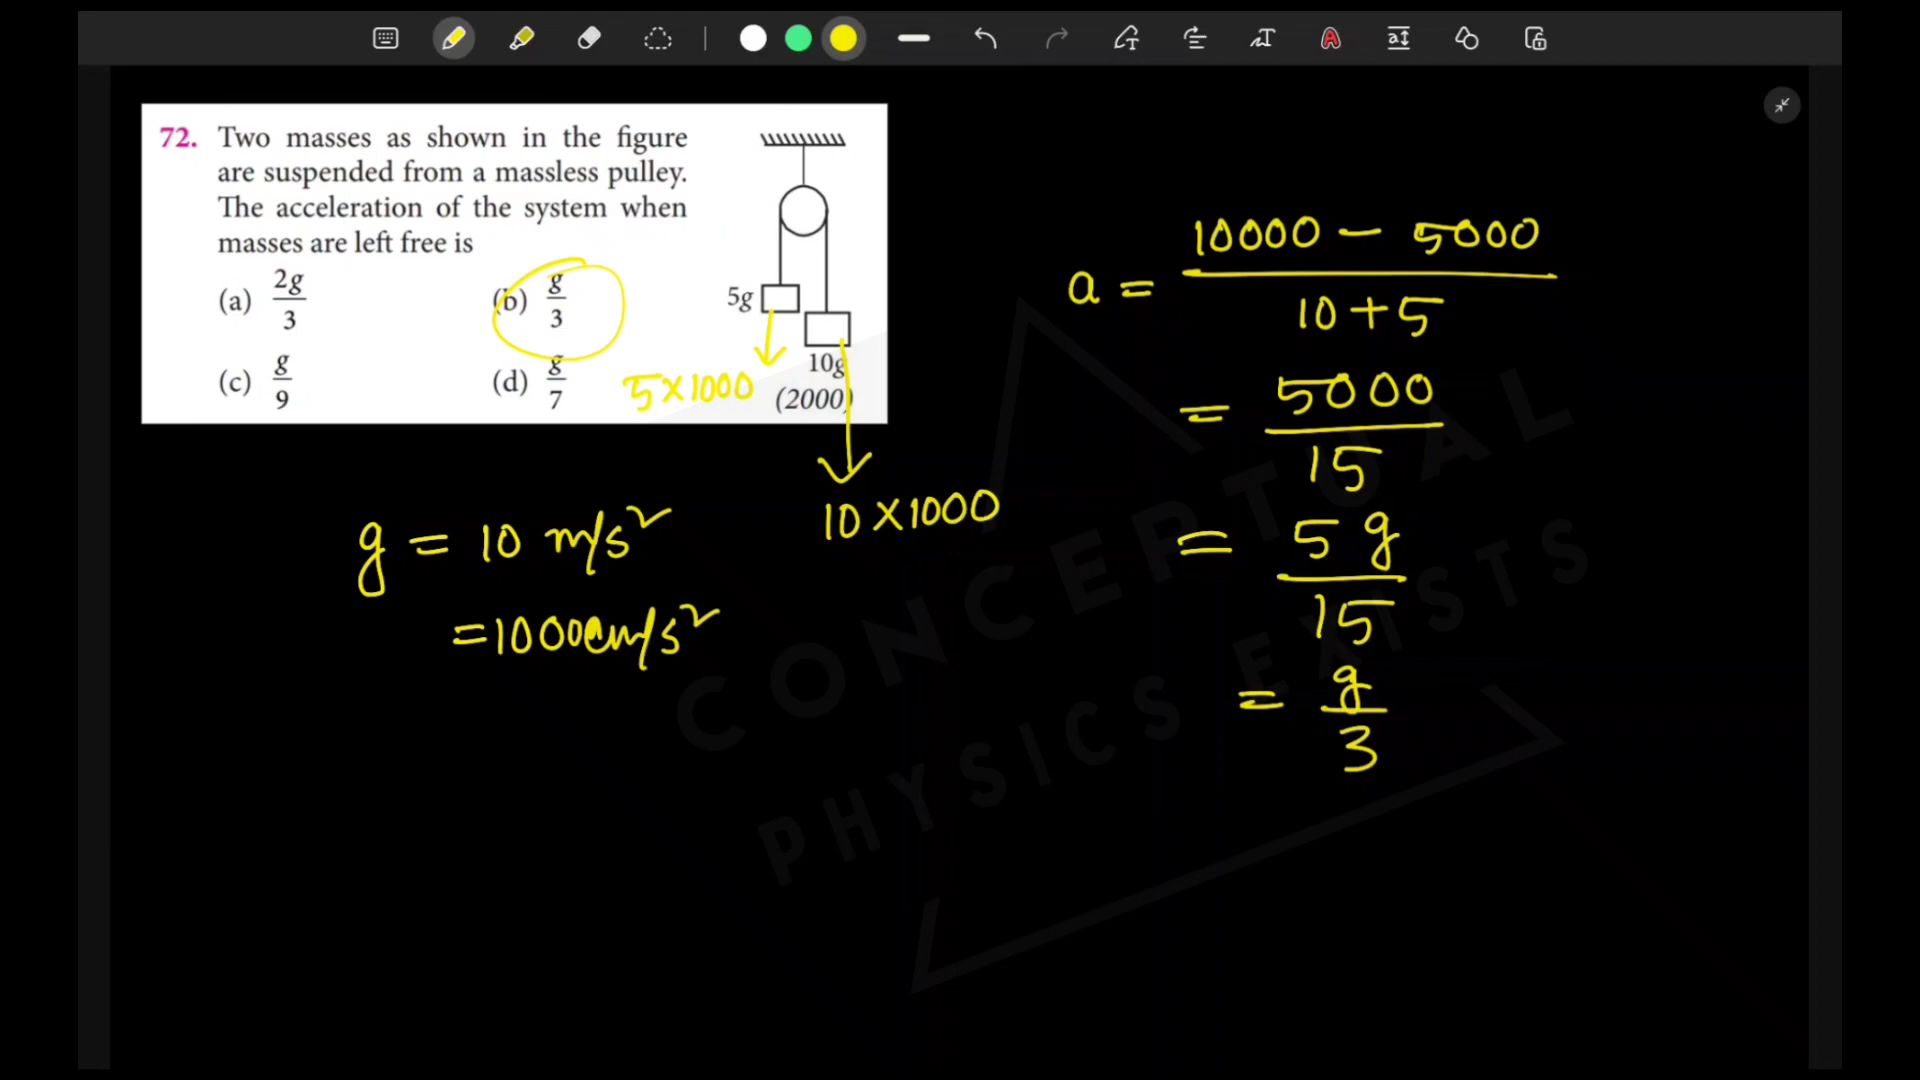 72. Two masses as shown in the figure
are suspended from a massless pulley.
The acceleration of the system when
masses are left free is
(a) 2g/3
(b) g/3
(c) g/9
(d) g/7
5g
10g
(2000)
5×1000
10×1000
g = 10 m/s²
=1000cm/s²
a = 10000 − 5000 / 10+5
= 5000/15
= 5g/15
= g/3
CONCEPTUAL
PHYSICS EXISTS